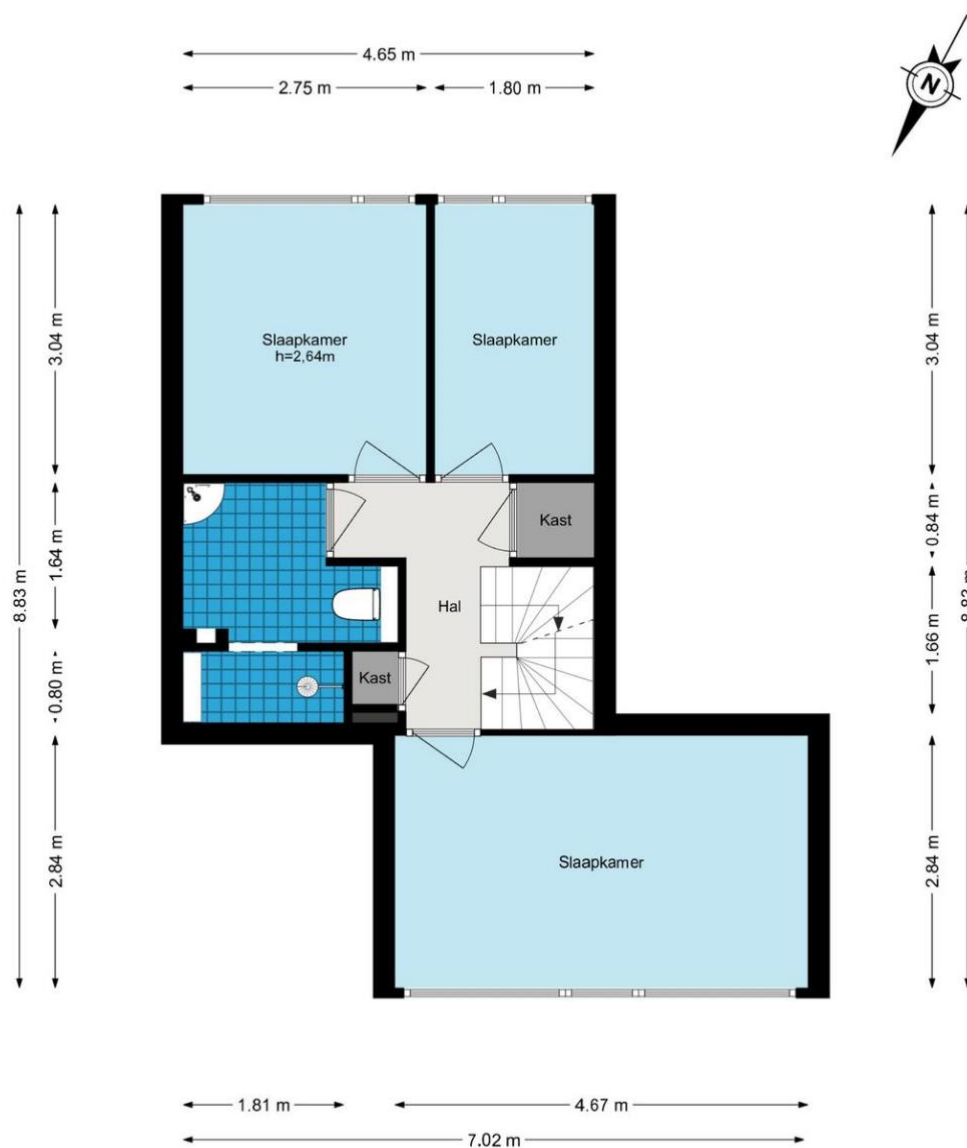 4.65 m
2.75 m
1.80 m
N
8.83 m
3.04 m
1.64 m
0.80 m
2.84 m
Slaapkamer
h=2,64m
Slaapkamer
Kast
Hal
Kast
Slaapkamer
3.04 m
0.84 m
1.66 m
2.84 m
8.83 m
1.81 m
4.67 m
7.02 m